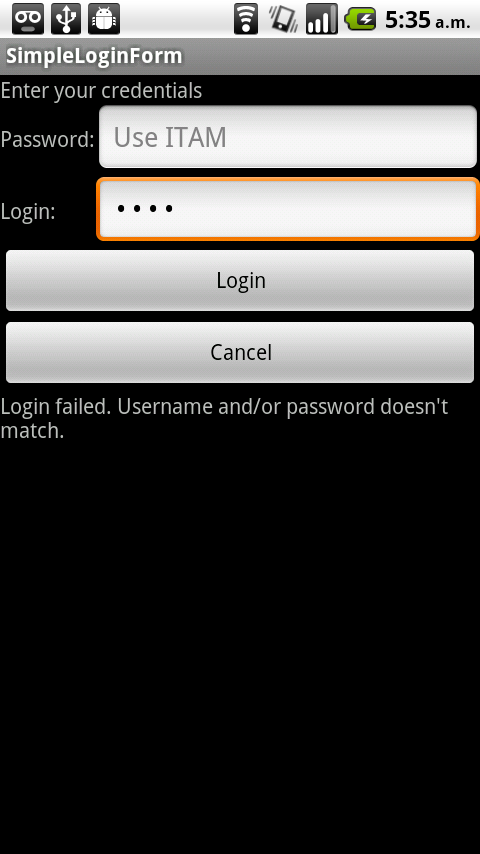 5:35 a.m.
SimpleLoginForm
Enter your credentials
Password: Use ITAM
Login: ••••
Login
Cancel
Login failed. Username and/or password doesn't
match.